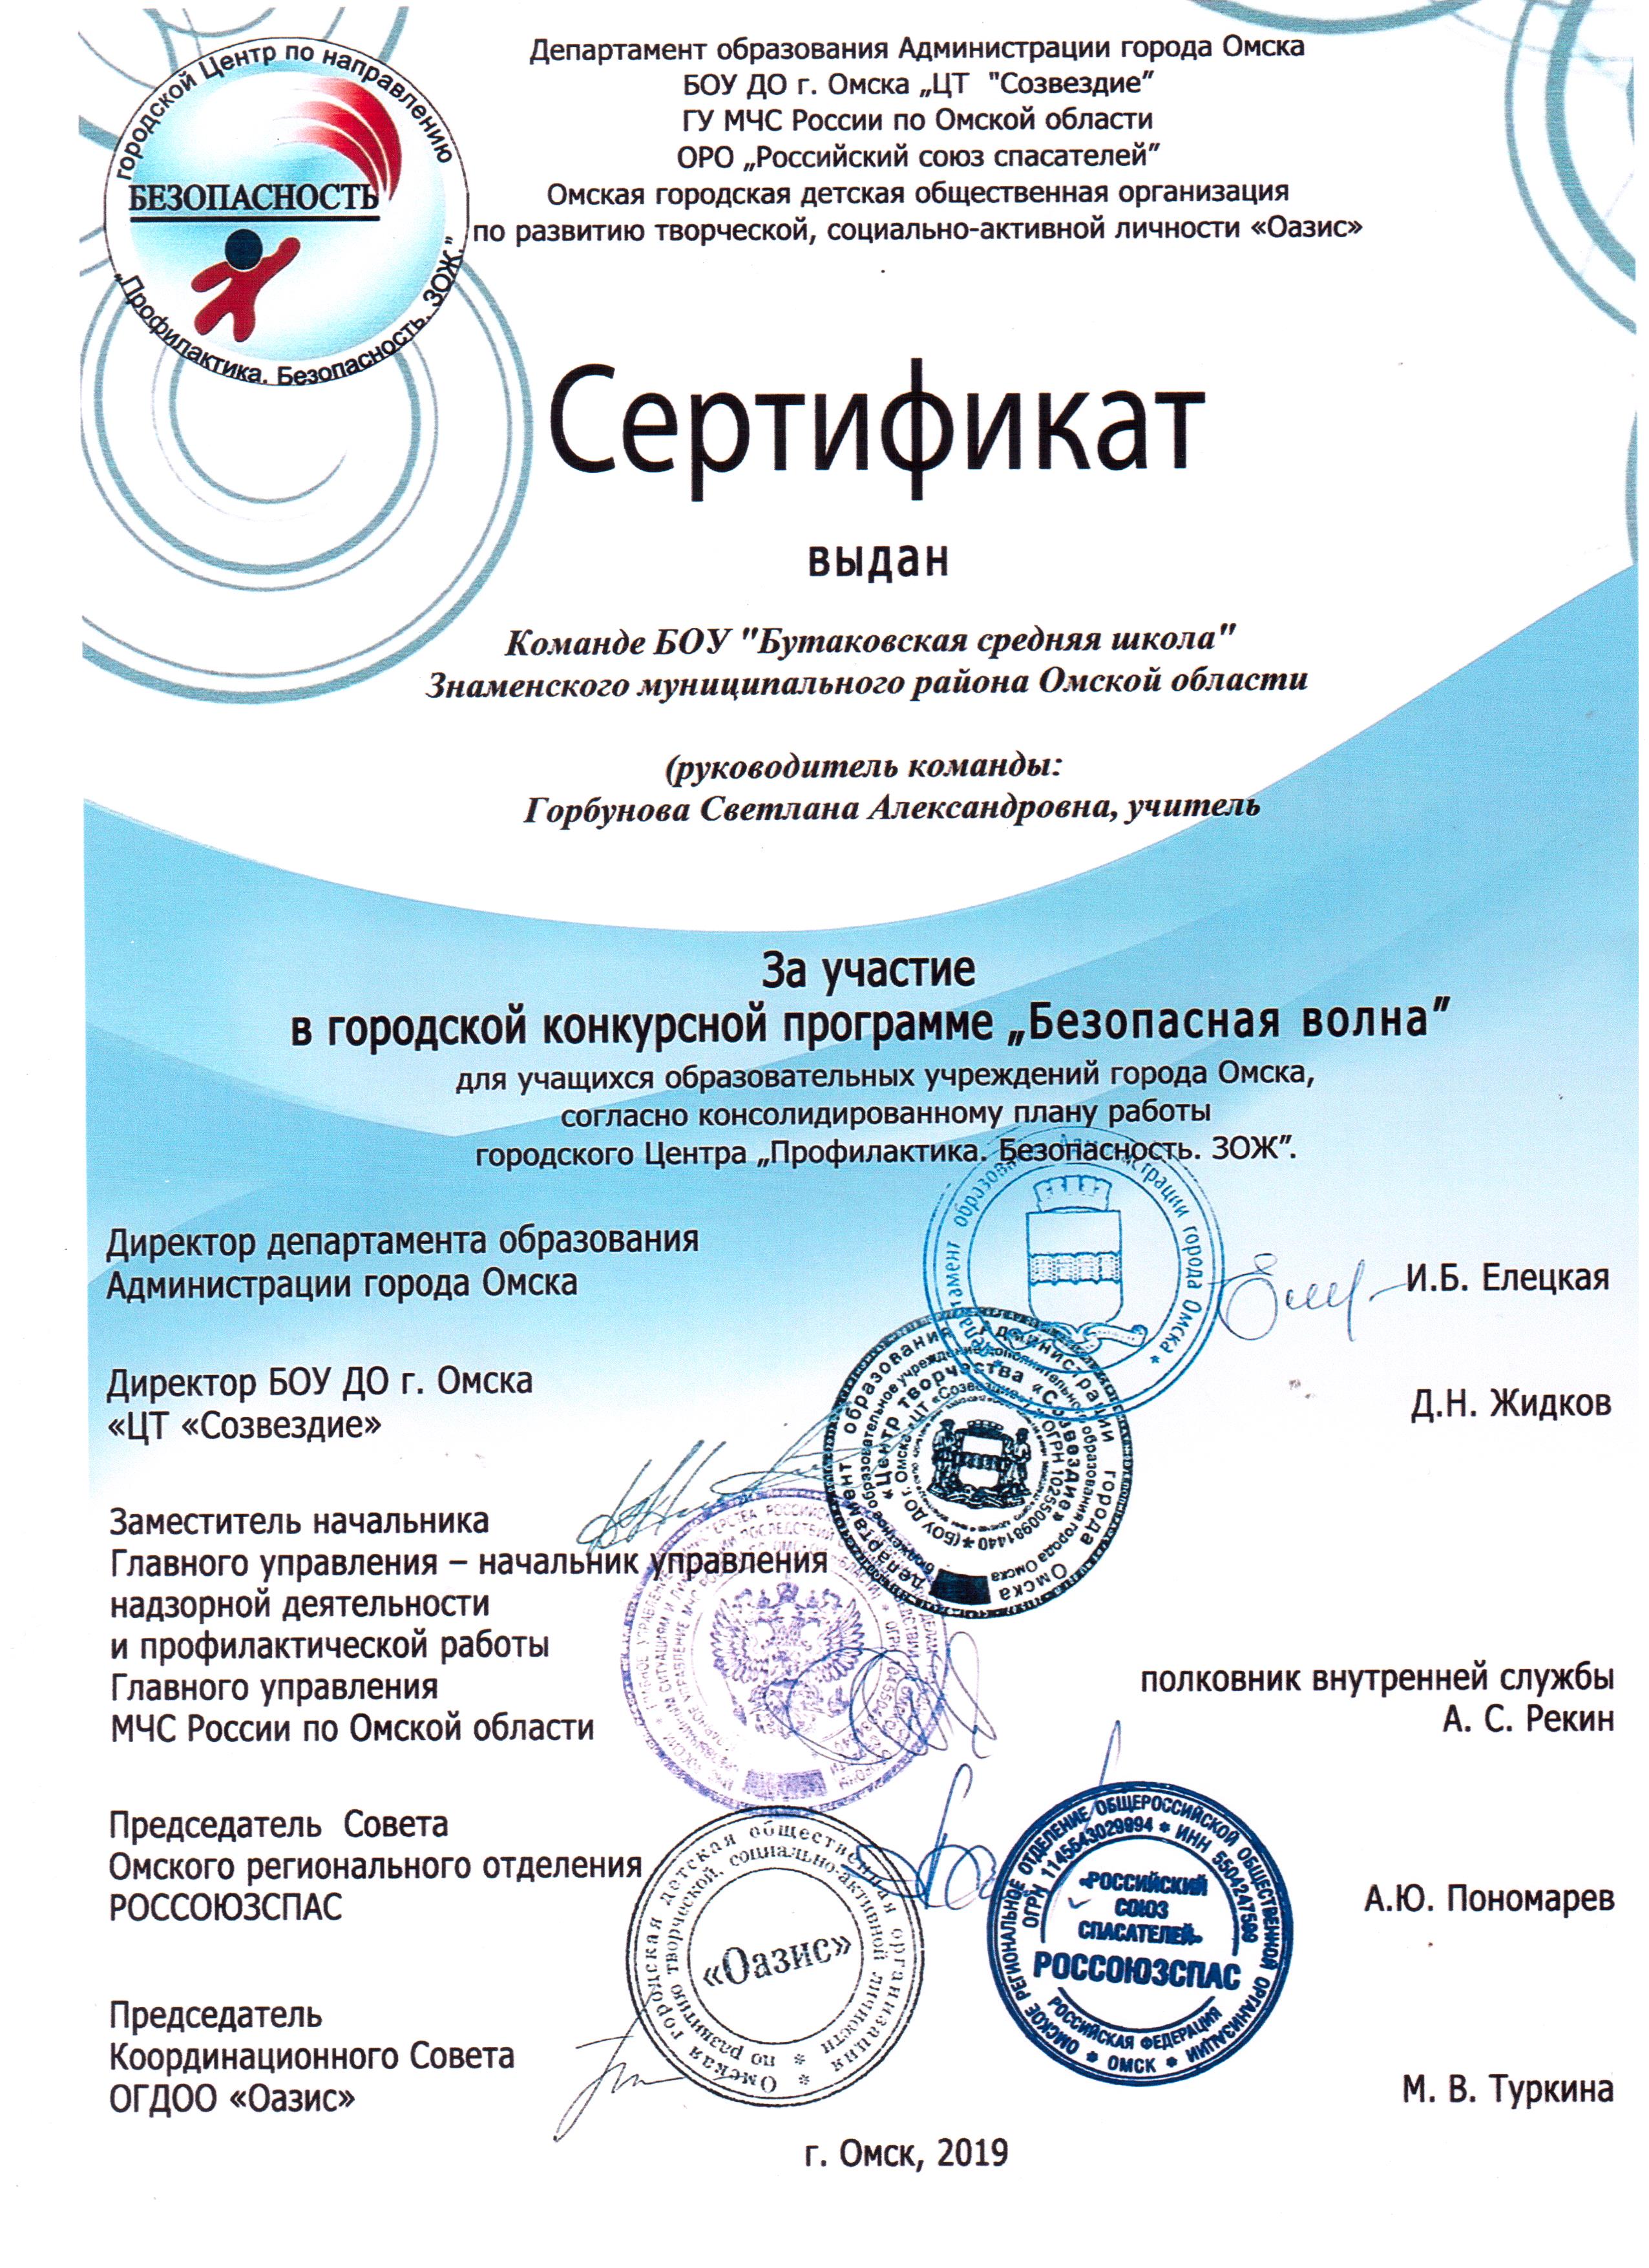 городской Центр по направлению
БЕЗОПАСНОСТЬ
„Профилактика. Безопасность. ЗОЖ.”
Департамент образования Администрации города Омска
БОУ ДО г. Омска „ЦТ "Созвездие”
ГУ МЧС России по Омской области
ОРО „Российский союз спасателей”
Омская городская детская общественная организация
по развитию творческой, социально-активной личности «Оазис»
Сертификат
выдан
Команде БОУ "Бутаковская средняя школа"
Знаменского муниципального района Омской области
(руководитель команды:
Горбунова Светлана Александровна, учитель
За участие
в городской конкурсной программе „Безопасная волна”
для учащихся образовательных учреждений города Омска,
согласно консолидированному плану работы
городского Центра „Профилактика. Безопасность. ЗОЖ”.
Директор департамента образования
Администрации города Омска
И.Б. Елецкая
Департамент образования Администрации города Омска *
Директор БОУ ДО г. Омска
«ЦТ «Созвездие»
Д.Н. Жидков
Департамент образования Администрации города Омска
«Центр творчества «Созвездие»
(БОУ ДО г. Омска «ЦТ «Созвездие») * ОГРН 1025500981440 *
Заместитель начальника
Главного управления – начальник управления
надзорной деятельности
и профилактической работы
Главного управления
МЧС России по Омской области
полковник внутренней службы
А. С. Рекин
Председатель Совета
Омского регионального отделения
РОССОЮЗСПАС
А.Ю. Пономарев
ОМСКОЕ РЕГИОНАЛЬНОЕ ОТДЕЛЕНИЕ ОБЩЕРОССИЙСКОЙ ОБЩЕСТВЕННОЙ ОРГАНИЗАЦИИ
* ОМСК *
ОГРН 1145543029994 * ИНН 5504247500
«РОССИЙСКИЙ
СОЮЗ
СПАСАТЕЛЕЙ»
РОССОЮЗСПАС
РОССИЙСКАЯ ФЕДЕРАЦИЯ
Омская городская детская общественная организация *
по развитию творческой, социально-активной личности *
«Оазис»
Председатель
Координационного Совета
ОГДОО «Оазис»
М. В. Туркина
г. Омск, 2019